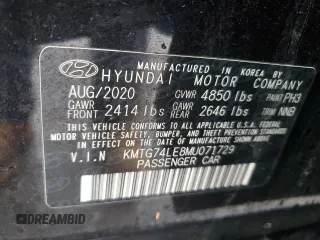 MANUFACTURED IN KOREA BY
HYUNDAI MOTOR COMPANY
AUG/2020 GVWR 4850 lbs PAINT PH3
GAWR FRONT 2414 lbs GAWR REAR 2646 lbs TRIM NNB
THIS VEHICLE CONFORMS TO ALL APPLICABLE FEDERAL
MOTOR VEHICLE SAFETY, BUMPER, AND THEFT PREVENTION
STANDARDS IN EFFECT ON THE DATE OF MANUFACTURE
SHOWN ABOVE.
V.I.N KMTG74LE8MU071729
PASSENGER CAR